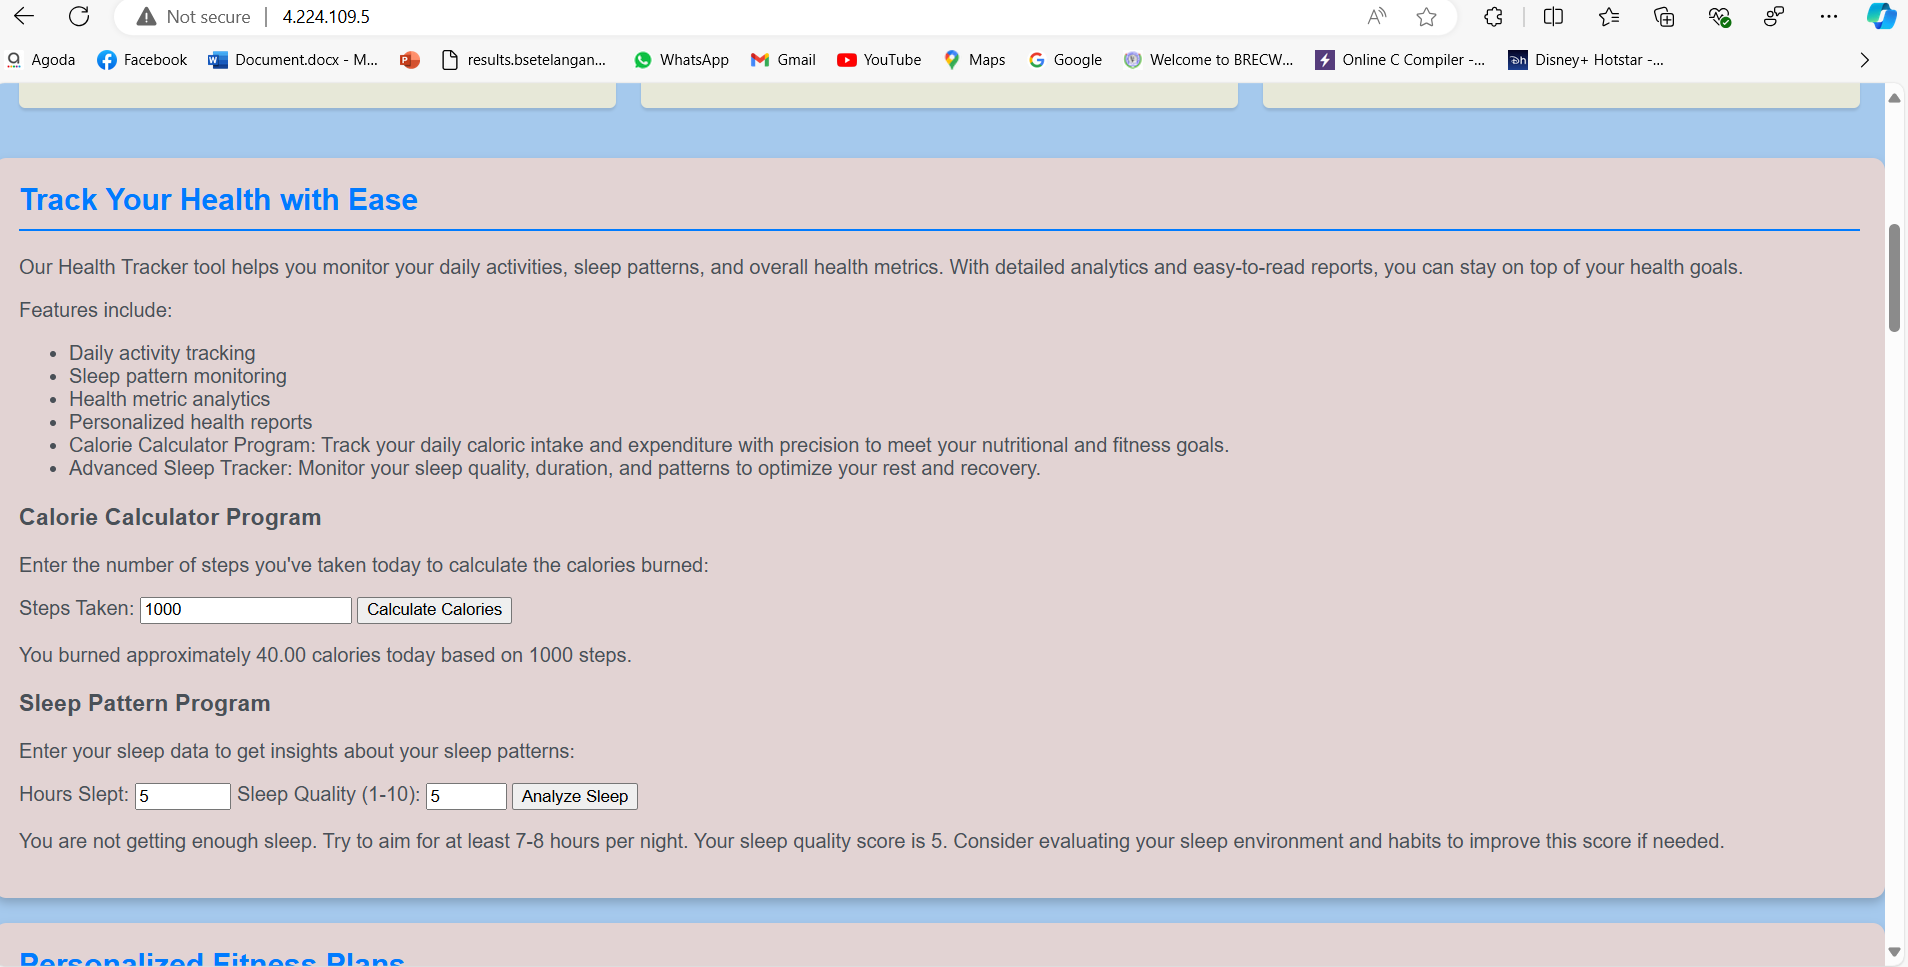 Not secure 4.224.109.5
Agoda Facebook Document.docx - M... results.bsetelangan... WhatsApp Gmail YouTube Maps Google Welcome to BRECW... Online C Compiler -... Disney+ Hotstar -...
Track Your Health with Ease
Our Health Tracker tool helps you monitor your daily activities, sleep patterns, and overall health metrics. With detailed analytics and easy-to-read reports, you can stay on top of your health goals.
Features include:
• Daily activity tracking
• Sleep pattern monitoring
• Health metric analytics
• Personalized health reports
• Calorie Calculator Program: Track your daily caloric intake and expenditure with precision to meet your nutritional and fitness goals.
• Advanced Sleep Tracker: Monitor your sleep quality, duration, and patterns to optimize your rest and recovery.
Calorie Calculator Program
Enter the number of steps you've taken today to calculate the calories burned:
Steps Taken: 1000 Calculate Calories
You burned approximately 40.00 calories today based on 1000 steps.
Sleep Pattern Program
Enter your sleep data to get insights about your sleep patterns:
Hours Slept: 5 Sleep Quality (1-10): 5 Analyze Sleep
You are not getting enough sleep. Try to aim for at least 7-8 hours per night. Your sleep quality score is 5. Consider evaluating your sleep environment and habits to improve this score if needed.
Personalized Fitness Plans